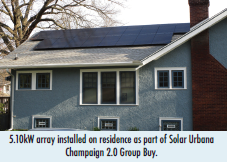 5.10kW array installed on residence as part of Solar Urbana
Champaign 2.0 Group Buy.